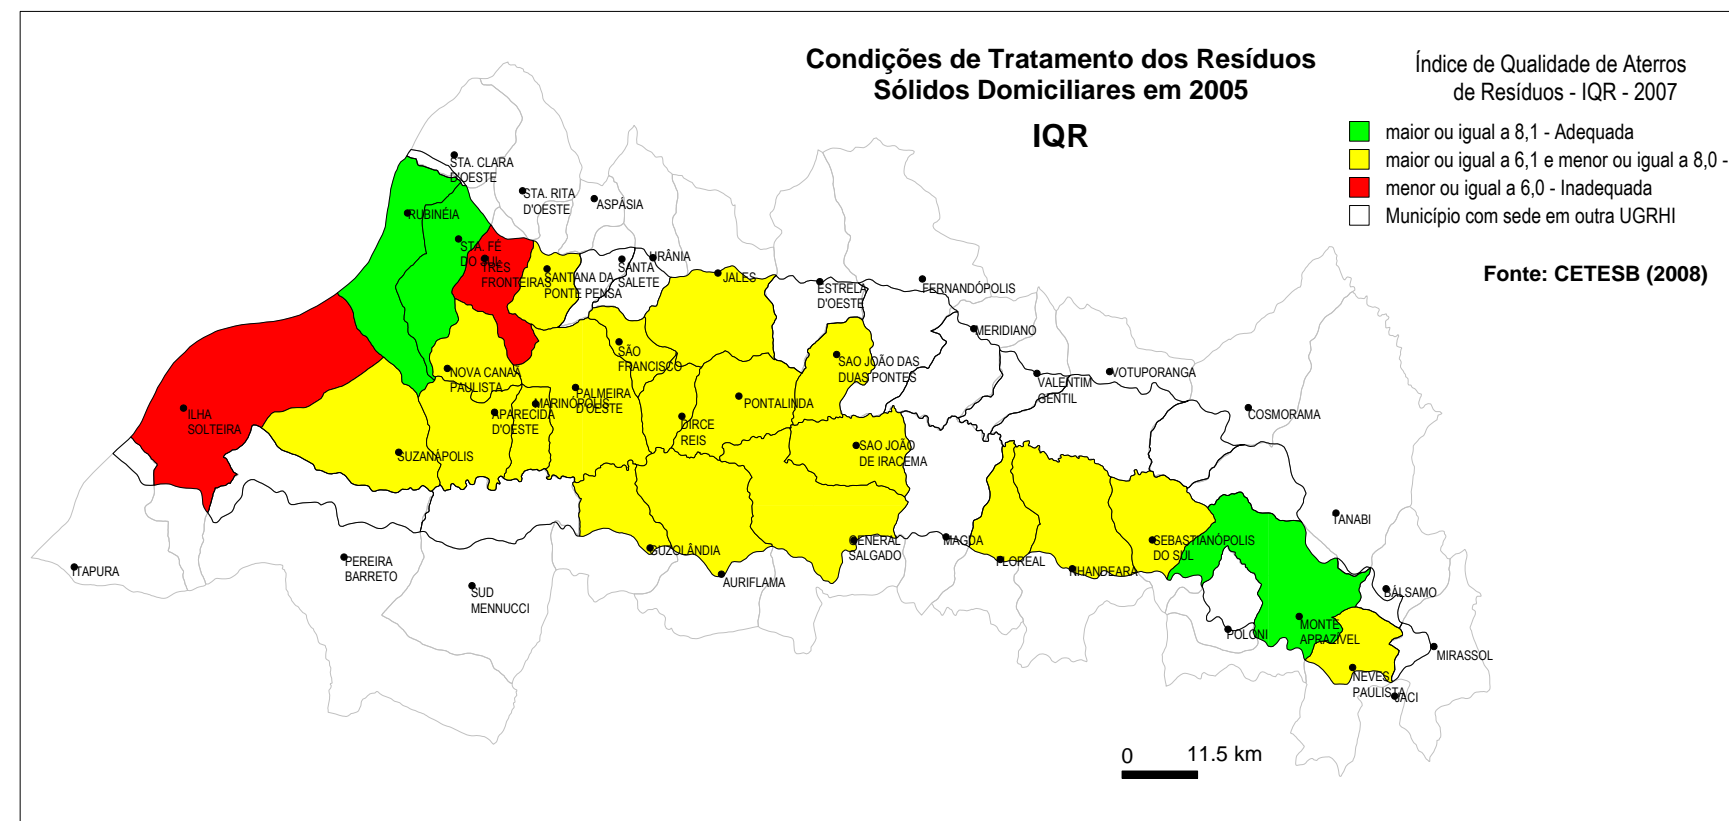 Condições de Tratamento dos Resíduos
Sólidos Domiciliares em 2005
IQR
Índice de Qualidade de Aterros
de Resíduos - IQR - 2007
maior ou igual a 8,1 - Adequada
maior ou igual a 6,1 e menor ou igual a 8,0 -
menor ou igual a 6,0 - Inadequada
Município com sede em outra UGRHI
Fonte: CETESB (2008)
STA. CLARA
D'OESTE
STA. RITA
D'OESTE
ASPÁSIA
RUBINÉIA
STA. FÉ
DO SUL
TRÊS
FRONTEIRAS
SANTANA DA
PONTE PENSA
SANTA
SALETE
URÂNIA
JALES
ESTRELA
D'OESTE
FERNANDÓPOLIS
MERIDIANO
SÃO
FRANCISCO
SAO JOÃO DAS
DUAS PONTES
NOVA CANAÃ
PAULISTA
PALMEIRA
D'OESTE
MARINÓPOLIS
APARECIDA
D'OESTE
PONTALINDA
DIRCE
REIS
VALENTIM
GENTIL
VOTUPORANGA
COSMORAMA
ILHA
SOLTEIRA
SUZANÁPOLIS
SAO JOÃO
DE IRACEMA
TANABI
ITAPURA
PEREIRA
BARRETO
SUD
MENNUCCI
GUZOLÂNDIA
AURIFLAMA
GENERAL
SALGADO
MAGDA
FLOREAL
NHANDEARA
SEBASTIANÓPOLIS
DO SUL
BÁLSAMO
POLONI
MONTE
APRAZÍVEL
MIRASSOL
NEVES
PAULISTA
JACI
0 11.5 km